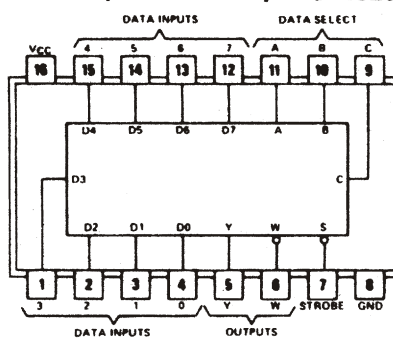 DATA INPUTS DATA SELECT
VCC 4 5 6 7 A B C
16 15 14 13 12 11 10 9
D4 D5 D6 D7 A B
D3 C
D2 D1 D0 Y W S
1 2 3 4 5 6 7 8
3 2 1 0 Y W STROBE GND
DATA INPUTS OUTPUTS